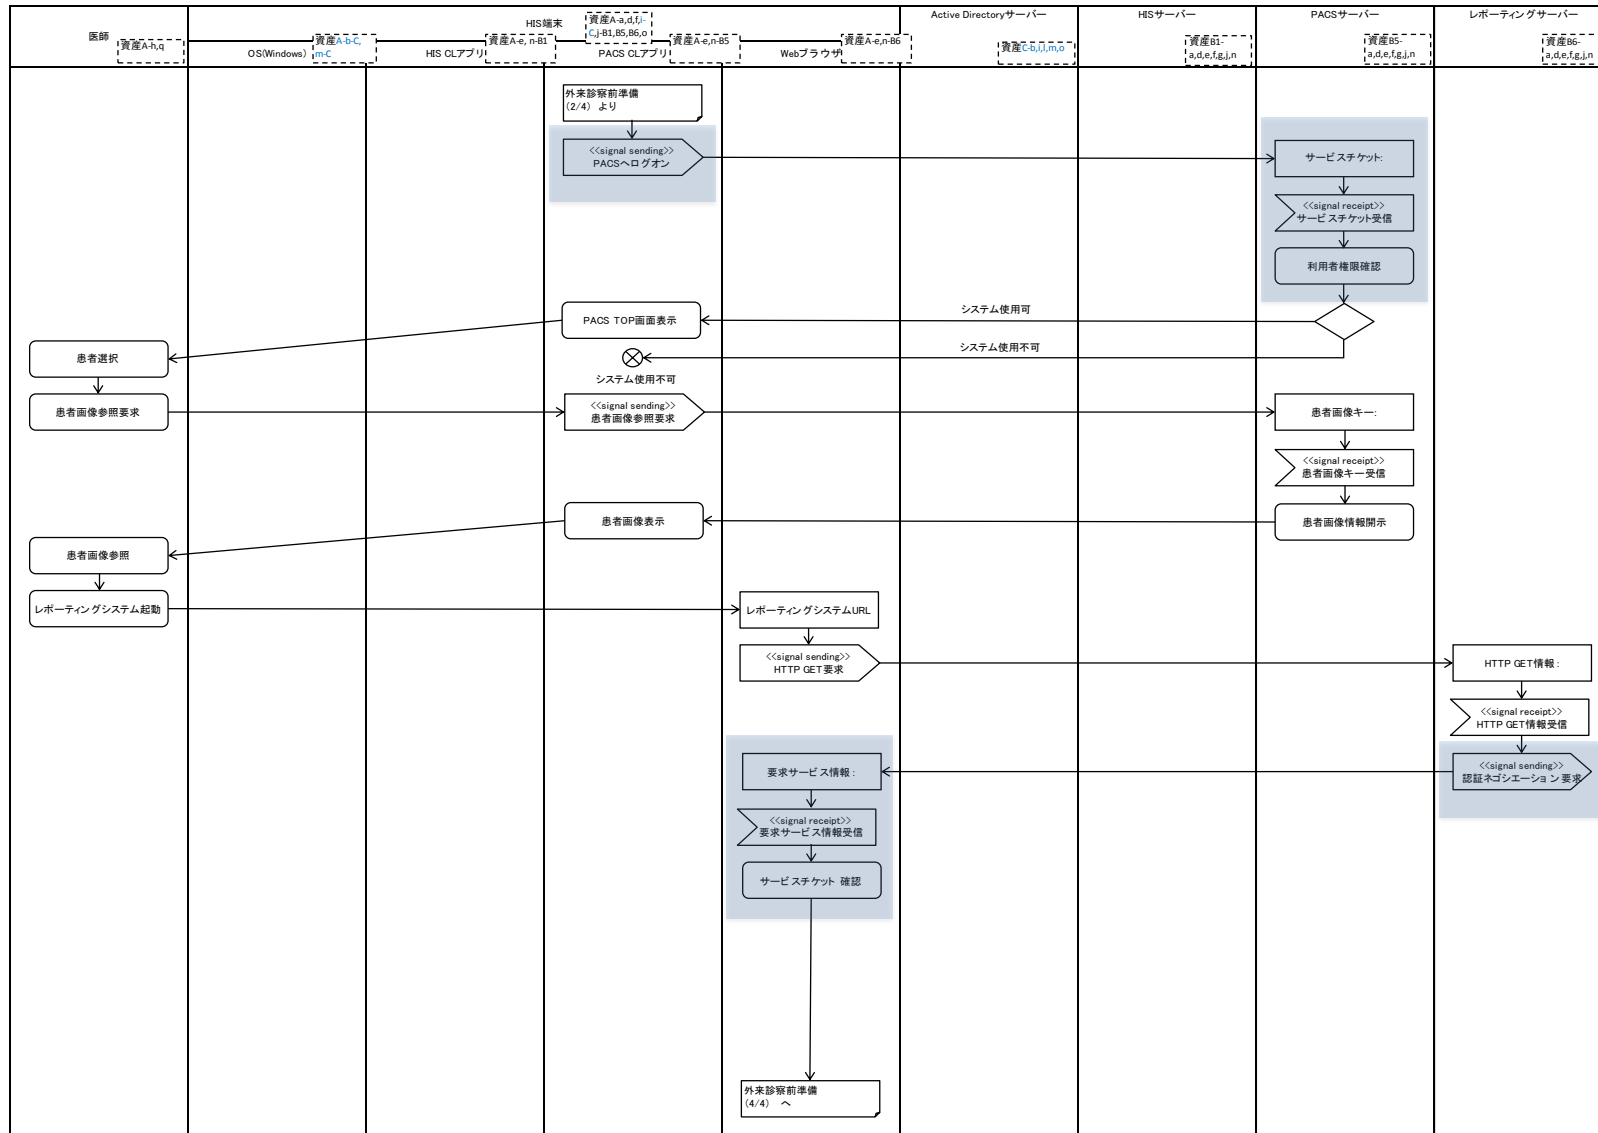 医師
資産A-h,q
HIS端末
資産A-a,d,f,i-
C,j-B1,B5,B6,o
OS(Windows)
資産A-b-C,
m-C
HIS CLアプリ
資産A-e, n-B1
PACS CLアプリ
資産A-e,n-B5
Webブラウザ
資産A-e,n-B6
Active Directoryサーバー
資産C-b,i,l,m,o
HISサーバー
資産B1-
a,d,e,f,g,j,n
PACSサーバー
資産B5-
a,d,e,f,g,j,n
レポーティングサーバー
資産B6-
a,d,e,f,g,j,n
外来診察前準備
(2/4) より
<<signal sending>>
PACSへログオン
サービスチケット:
<<signal receipt>>
サービスチケット受信
利用者権限確認
システム使用可
PACS TOP画面表示
システム使用不可
患者選択
システム使用不可
患者画像参照要求
<<signal sending>>
患者画像参照要求
患者画像キー:
<<signal receipt>>
患者画像キー受信
患者画像情報開示
患者画像表示
患者画像参照
レポーティングシステム起動
レポーティングシステムURL
<<signal sending>>
HTTP GET要求
HTTP GET情報:
<<signal receipt>>
HTTP GET情報受信
<<signal sending>>
認証ネゴシエーション要求
要求サービス情報:
<<signal receipt>>
要求サービス情報受信
サービスチケット 確認
外来診察前準備
(4/4) へ